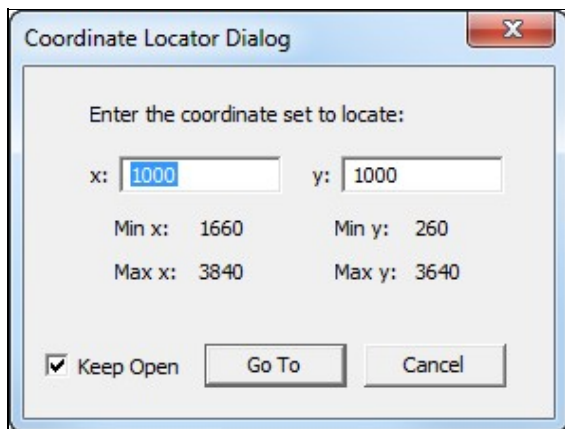 Coordinate Locator Dialog
X
Enter the coordinate set to locate:
x: 1000 y: 1000
Min x: 1660 Min y: 260
Max x: 3840 Max y: 3640
Keep Open Go To Cancel